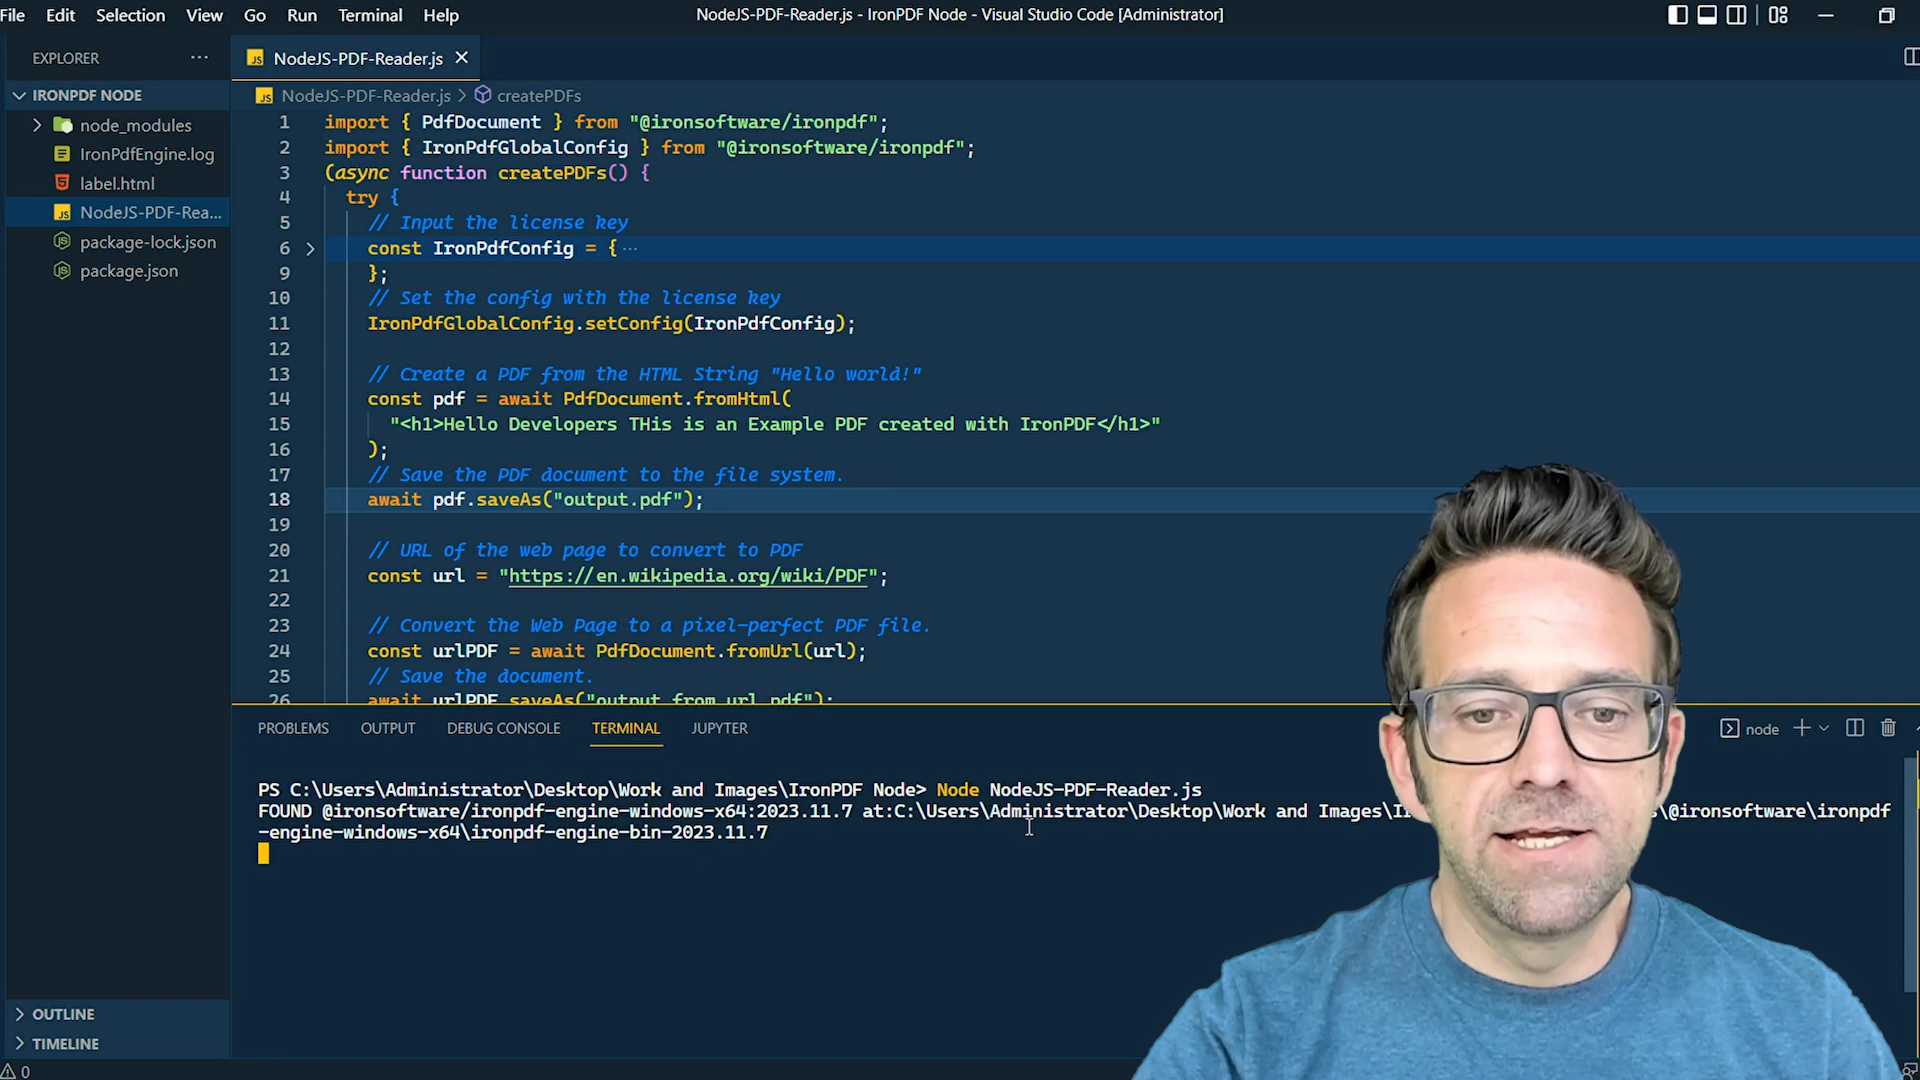 File Edit Selection View Go Run Terminal Help
NodeJS-PDF-Reader.js - IronPDF Node - Visual Studio Code [Administrator]
EXPLORER
NodeJS-PDF-Reader.js
IRONPDF NODE
node_modules
IronPdfEngine.log
label.html
NodeJS-PDF-Rea...
package-lock.json
package.json
NodeJS-PDF-Reader.js > createPDFs
1 import { PdfDocument } from "@ironsoftware/ironpdf";
2 import { IronPdfGlobalConfig } from "@ironsoftware/ironpdf";
3 (async function createPDFs() {
4 try {
5 // Input the license key
6 const IronPdfConfig = { ...
9 };
10 // Set the config with the license key
11 IronPdfGlobalConfig.setConfig(IronPdfConfig);
12
13 // Create a PDF from the HTML String "Hello world!"
14 const pdf = await PdfDocument.fromHtml(
15 "<h1>Hello Developers THis is an Example PDF created with IronPDF</h1>"
16 );
17 // Save the PDF document to the file system.
18 await pdf.saveAs("output.pdf");
19
20 // URL of the web page to convert to PDF
21 const url = "https://en.wikipedia.org/wiki/PDF";
22
23 // Convert the Web Page to a pixel-perfect PDF file.
24 const urlPDF = await PdfDocument.fromUrl(url);
25 // Save the document.
26 await urlPDF.saveAs("output_from_url.pdf");
PROBLEMS OUTPUT DEBUG CONSOLE TERMINAL JUPYTER
node
PS C:\Users\Administrator\Desktop\Work and Images\IronPDF Node> Node NodeJS-PDF-Reader.js
FOUND @ironsoftware/ironpdf-engine-windows-x64:2023.11.7 at:C:\Users\Administrator\Desktop\Work and Images\I \@ironsoftware\ironpdf
-engine-windows-x64\ironpdf-engine-bin-2023.11.7
OUTLINE
TIMELINE
0